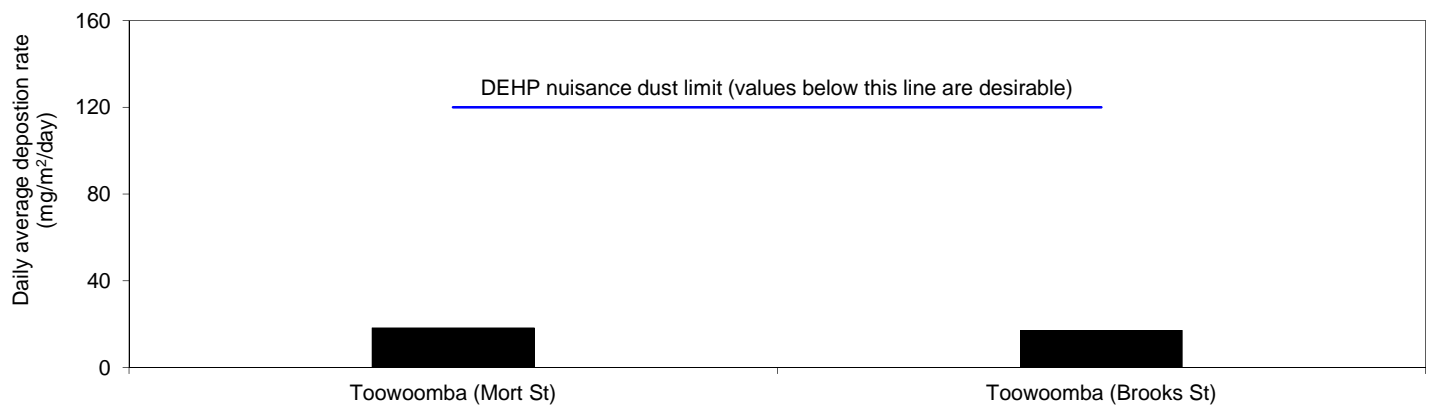 160
DEHP nuisance dust limit (values below this line are desirable)
120
80
40
0
Daily average depostion rate
(mg/m²/day)
Toowoomba (Mort St)
Toowoomba (Brooks St)